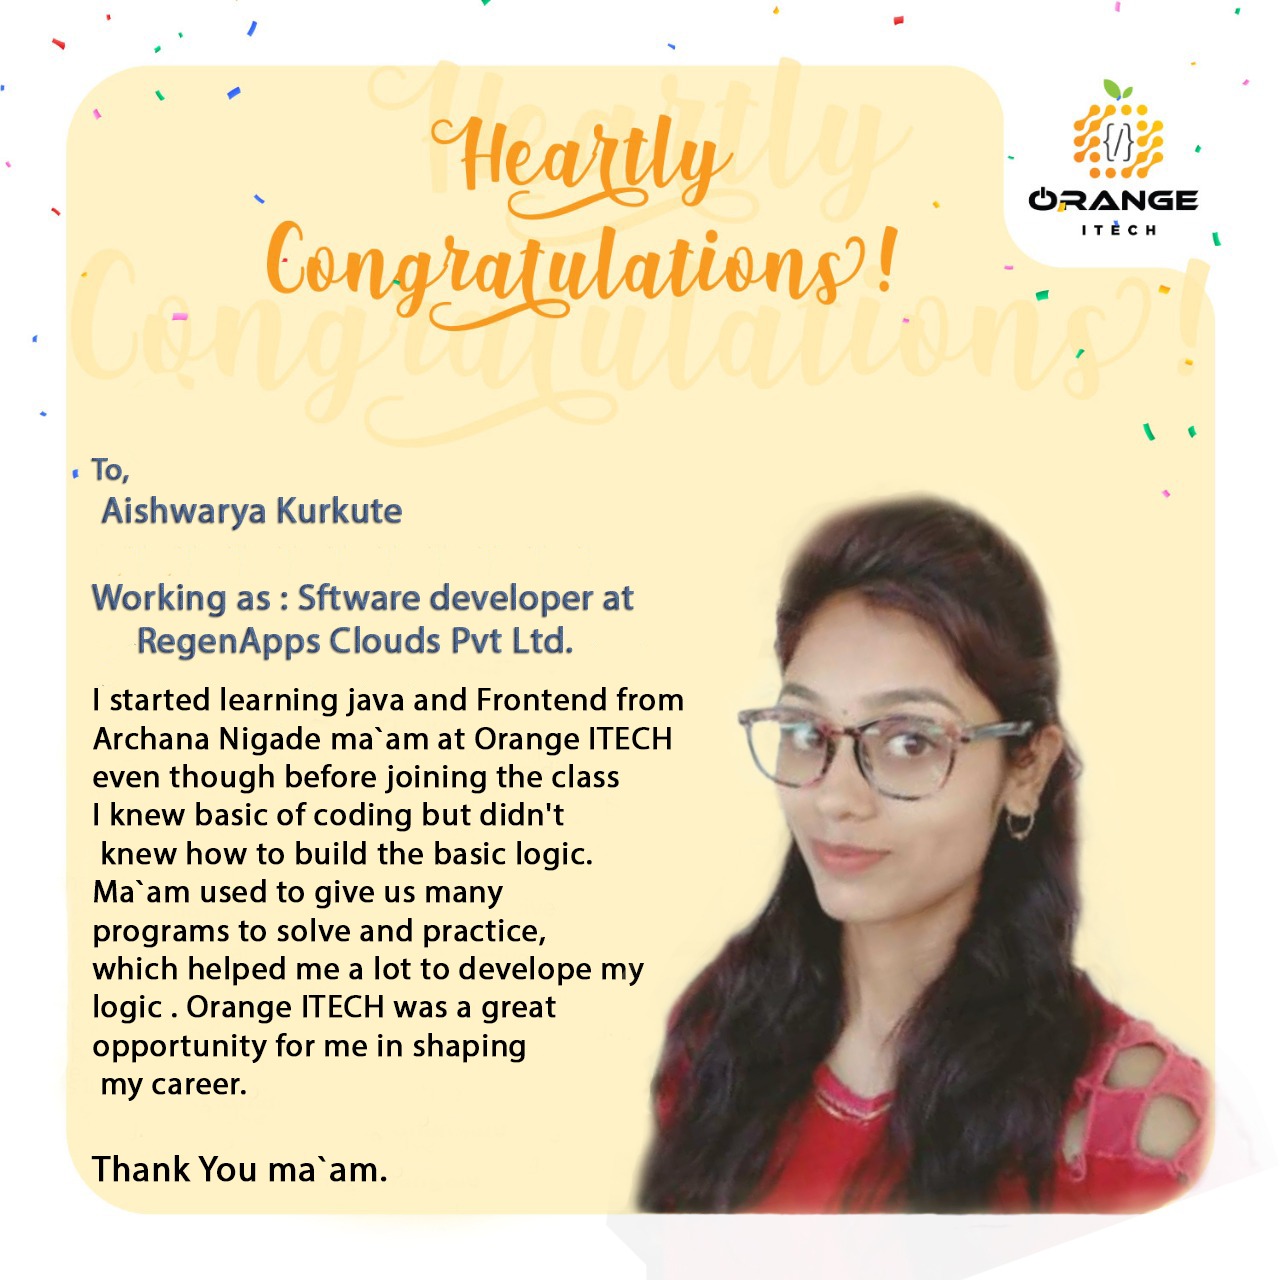 Heartly
Congratulations!
ORANGE
ITECH
To,
Aishwarya Kurkute
Working as : Sftware developer at
RegenApps Clouds Pvt Ltd.
I started learning java and Frontend from
Archana Nigade ma`am at Orange ITECH
even though before joining the class
I knew basic of coding but didn't
knew how to build the basic logic.
Ma`am used to give us many
programs to solve and practice,
which helped me a lot to develope my
logic . Orange ITECH was a great
opportunity for me in shaping
my career.
Thank You ma`am.